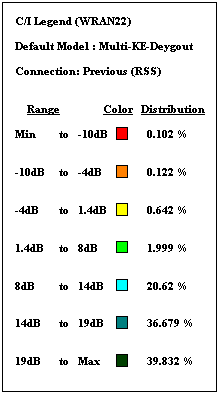 C/I Legend (WRAN22)
Default Model : Multi-KE-Deygout
Connection: Previous (RSS)
Range Color Distribution
Min to -10dB 0.102 %
-10dB to -4dB 0.122 %
-4dB to 1.4dB 0.642 %
1.4dB to 8dB 1.999 %
8dB to 14dB 20.62 %
14dB to 19dB 36.679 %
19dB to Max 39.832 %